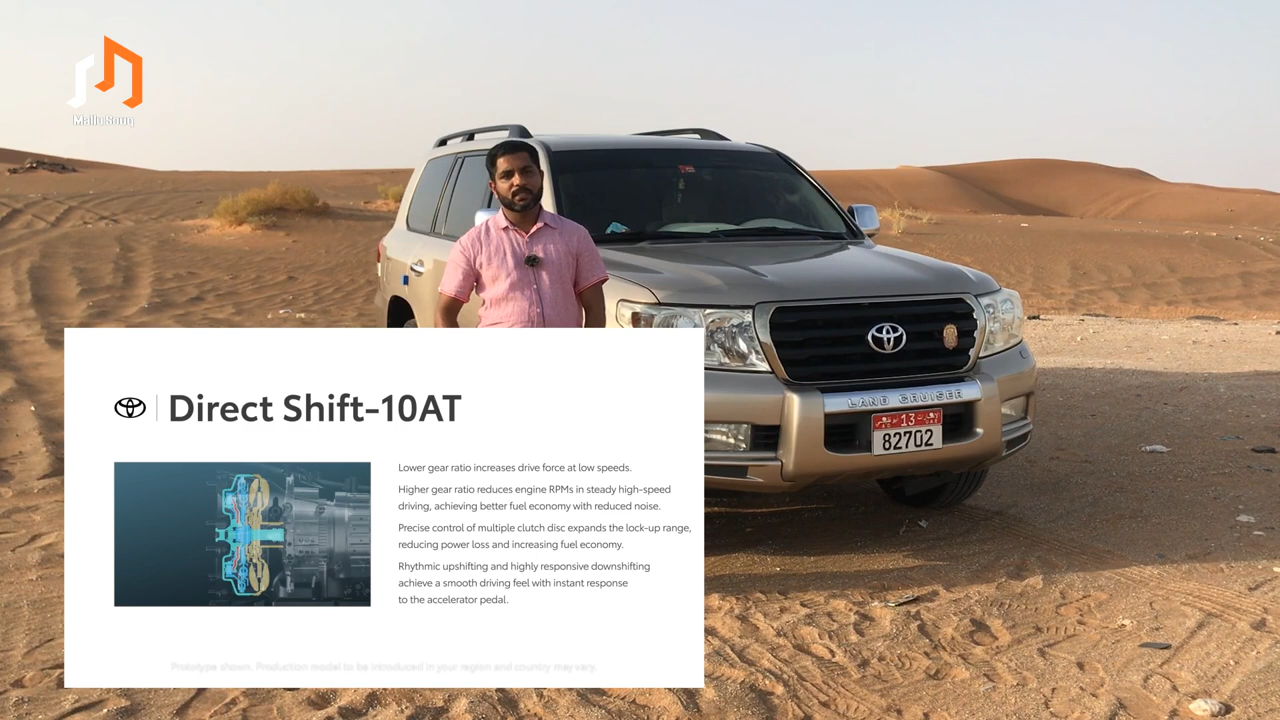 MalluSong
LAND CRUISER
13
82702
Direct Shift-10AT
Lower gear ratio increases drive force at low speeds.
Higher gear ratio reduces engine RPMs in steady high-speed
driving, achieving better fuel economy with reduced noise.
Precise control of multiple clutch disc expands the lock-up range,
reducing power loss and increasing fuel economy.
Rhythmic upshifting and highly responsive downshifting
achieve a smooth driving feel with instant response
to the accelerator pedal.
Prototype shown. Production model to be introduced in your region and country may vary.